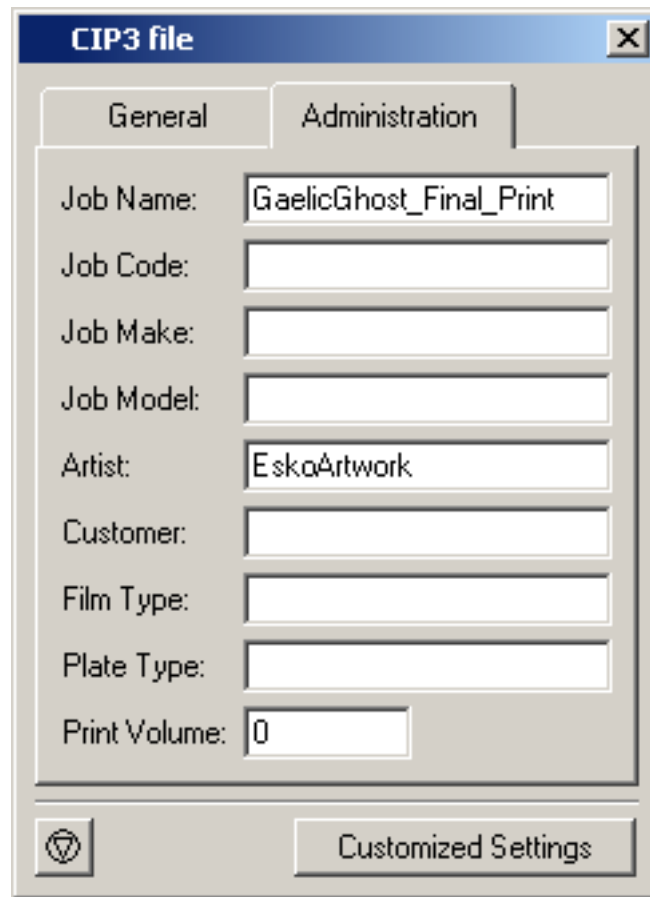 CIP3 file
General Administration
Job Name: GaelicGhost_Final_Print
Job Code:
Job Make:
Job Model:
Artist: EskoArtwork
Customer:
Film Type:
Plate Type:
Print Volume: 0
Customized Settings